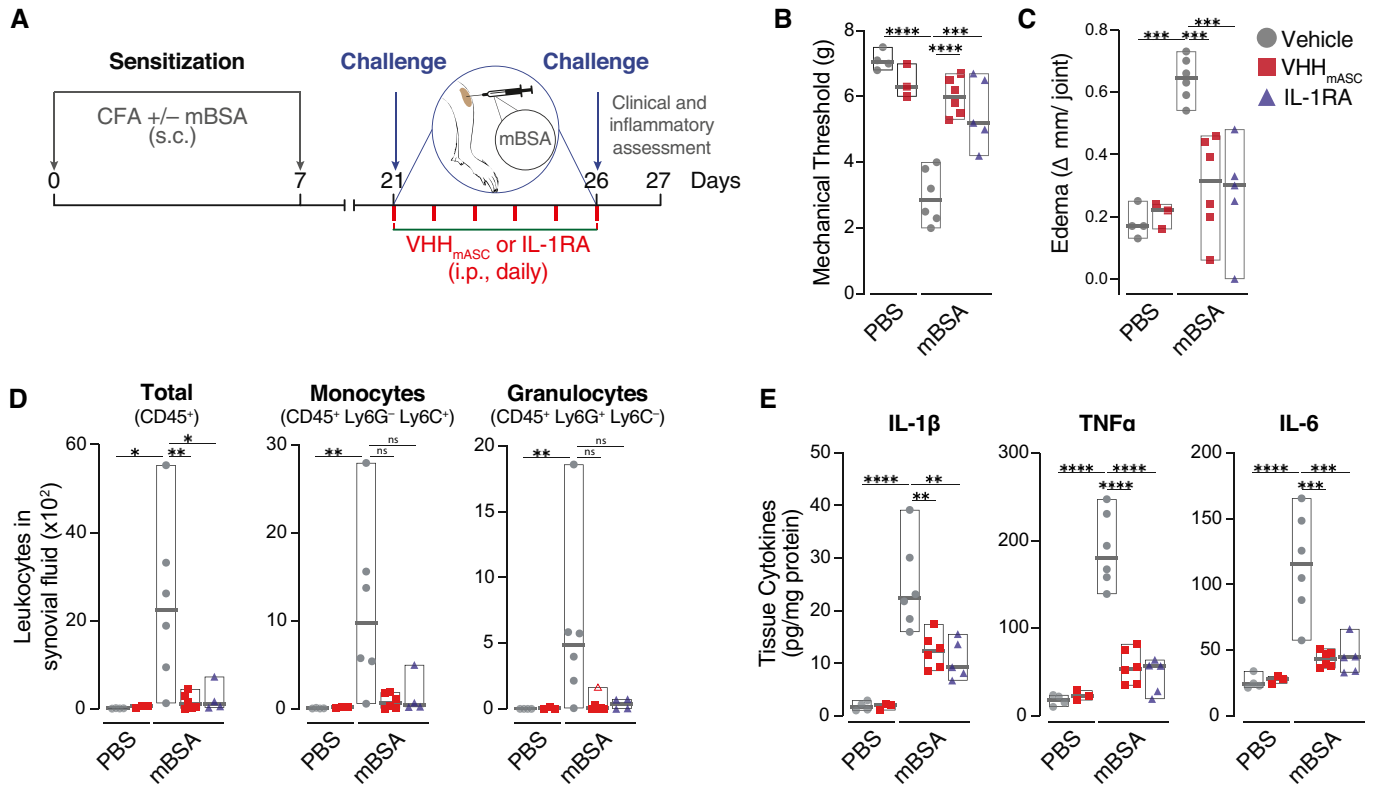 A
Sensitization
CFA +/– mBSA
(s.c.)
Challenge
Challenge
mBSA
Clinical and
inflammatory
assessment
0
7
21
26
27
Days
VHHmASC or IL-1RA
(i.p., daily)
B
Mechanical Threshold (g)
8
6
4
2
0
****
***
****
PBS
mBSA
C
Edema (Δ mm/ joint)
0.8
0.6
0.4
0.2
0.0
***
***
***
PBS
mBSA
Vehicle
VHHmASC
IL-1RA
D
Leukocytes in
synovial fluid (x10²)
Total
(CD45⁺)
60
40
20
0
*
*
**
PBS
mBSA
Monocytes
(CD45⁺ Ly6G⁻ Ly6C⁺)
30
20
10
0
**
ns
ns
PBS
mBSA
Granulocytes
(CD45⁺ Ly6G⁺ Ly6C⁻)
20
15
10
5
0
**
ns
ns
PBS
mBSA
E
Tissue Cytokines
(pg/mg protein)
IL-1β
50
40
30
20
10
0
****
**
**
PBS
mBSA
TNFα
300
200
100
0
****
****
****
PBS
mBSA
IL-6
200
150
100
50
0
****
***
***
PBS
mBSA